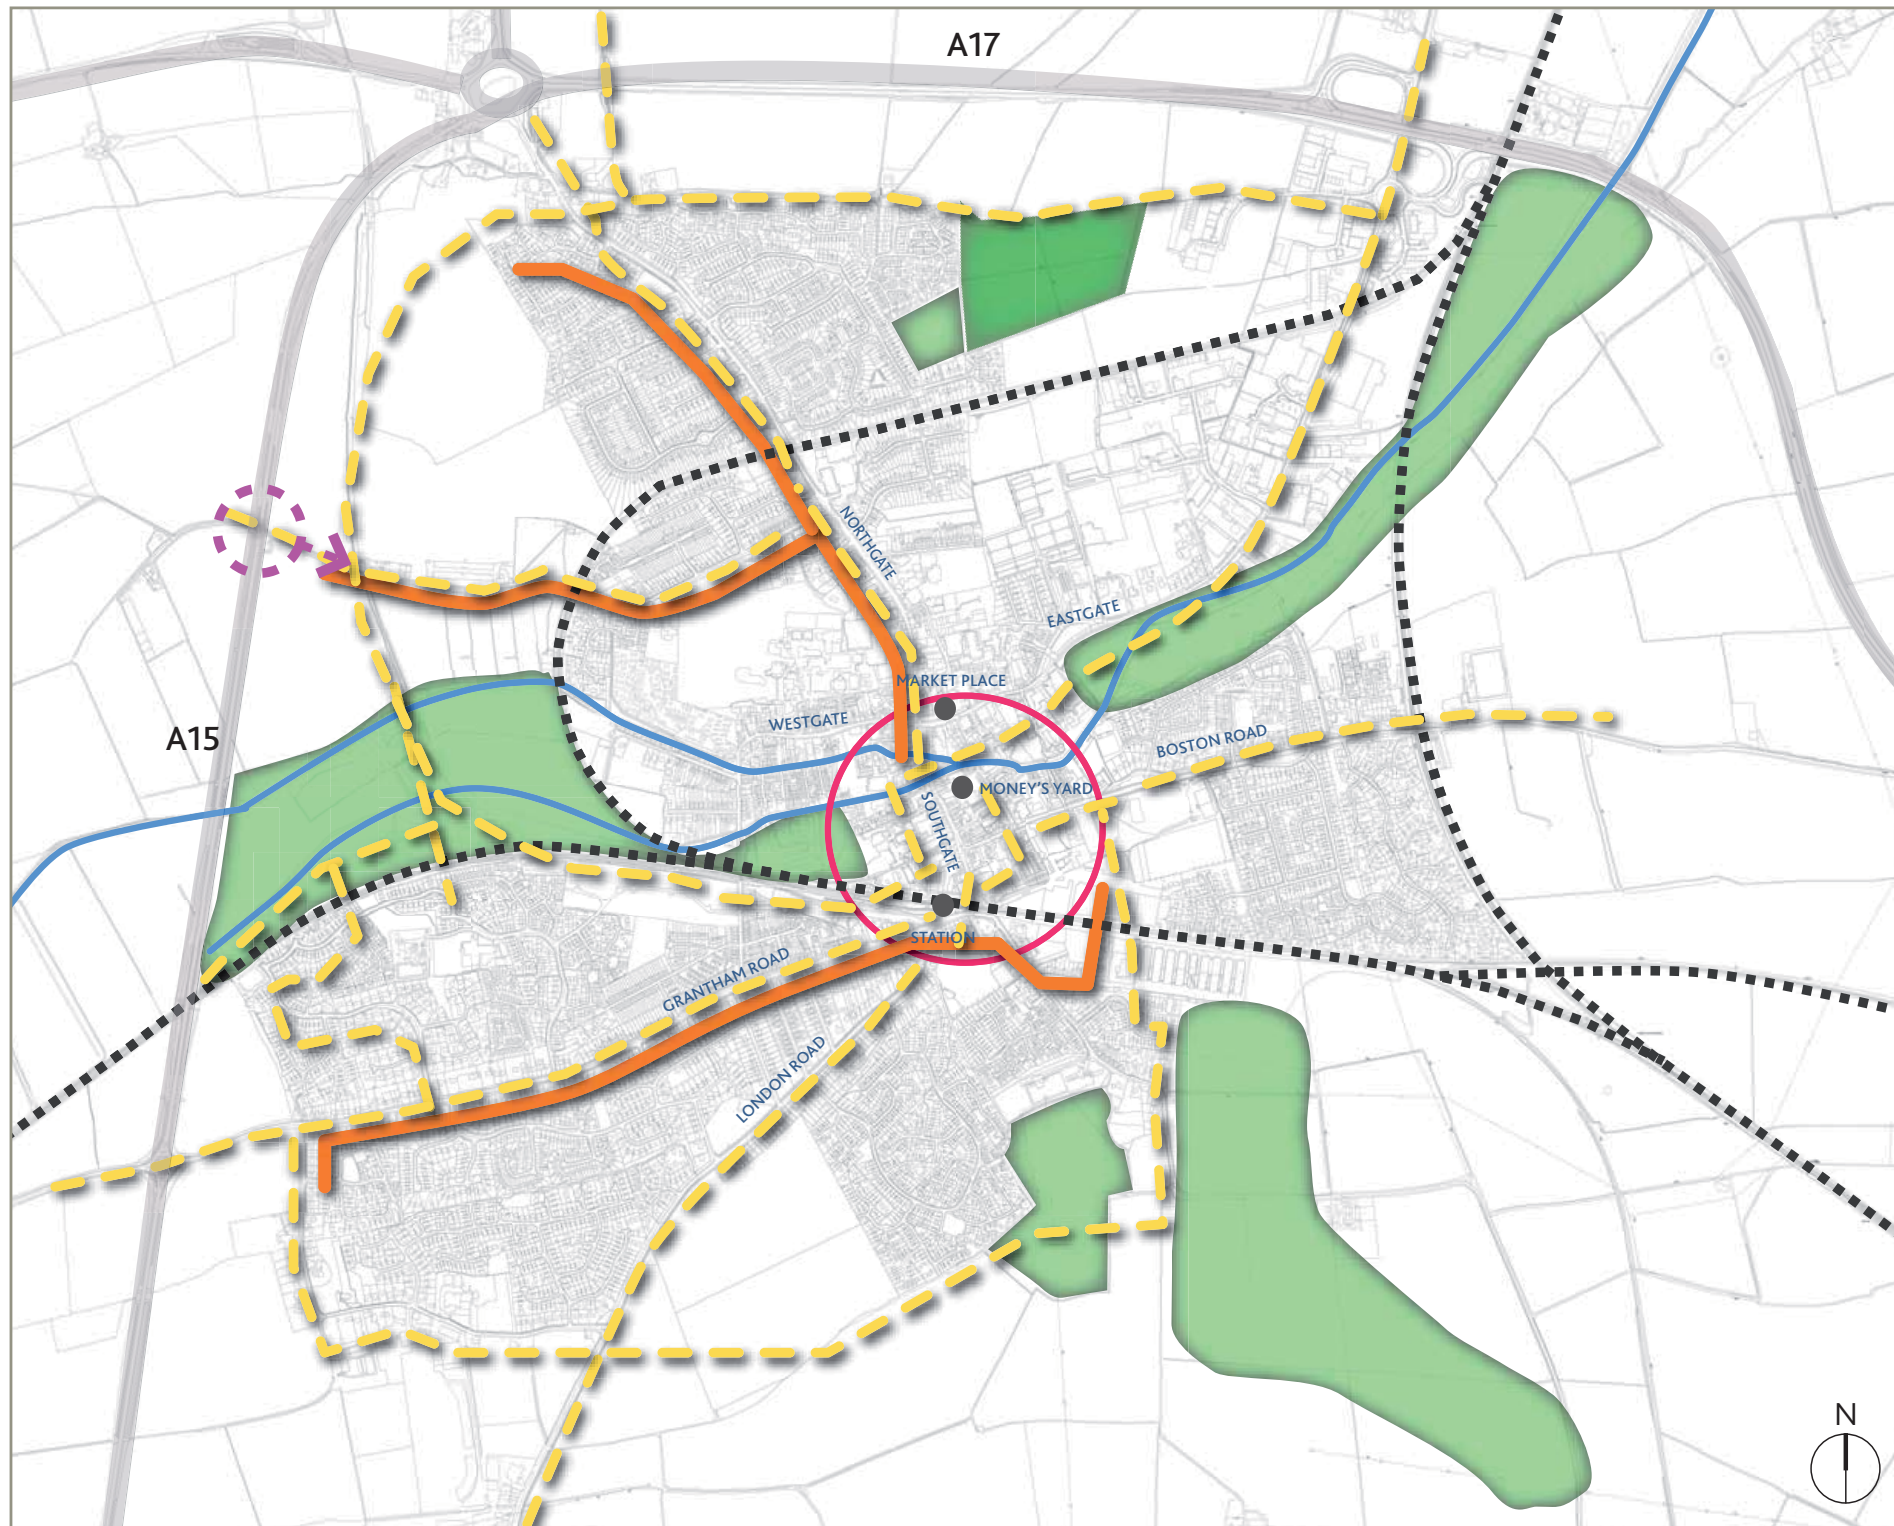 A17
NORTHGATE
EASTGATE
MARKET PLACE
WESTGATE
A15
BOSTON ROAD
MONEY'S YARD
SOUTHGATE
STATION
GRANTHAM ROAD
LONDON ROAD
N